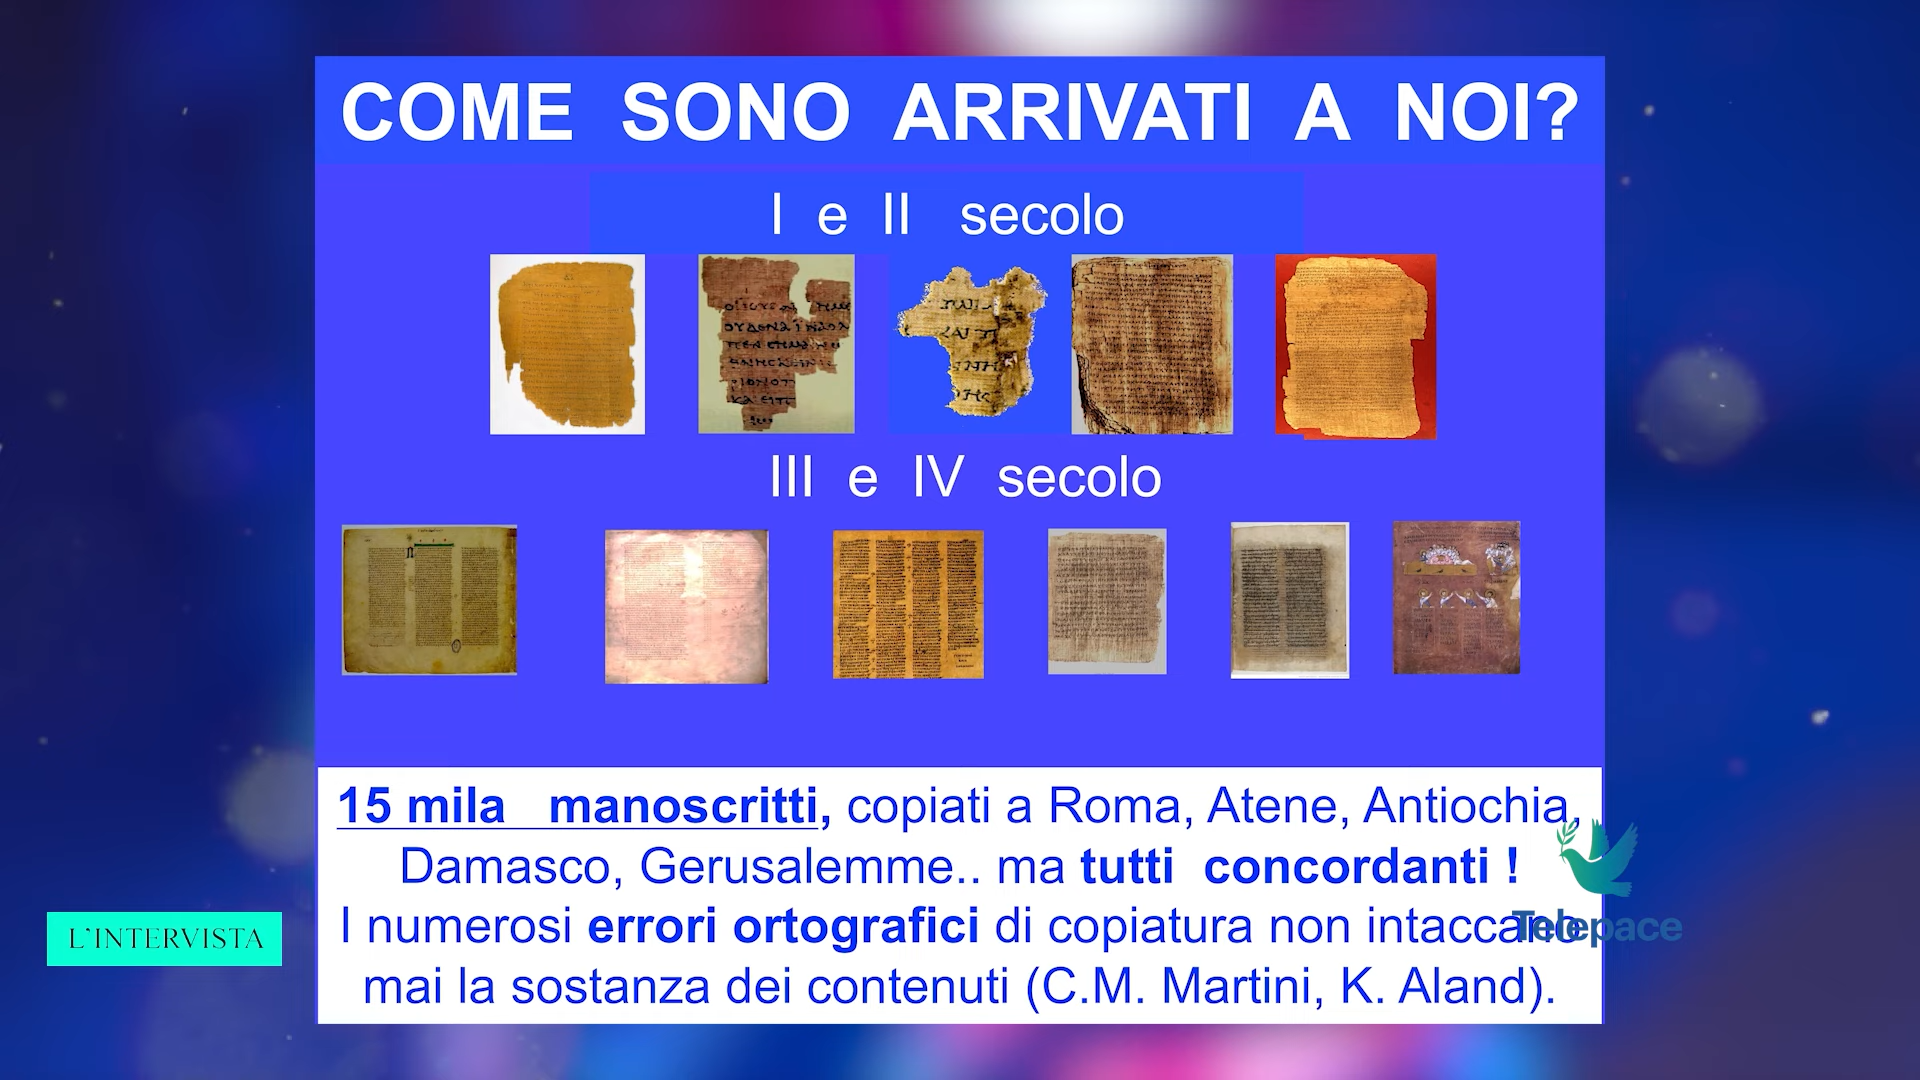 COME SONO ARRIVATI A NOI?
I e II secolo
III e IV secolo
15 mila manoscritti, copiati a Roma, Atene, Antiochia,
Damasco, Gerusalemme.. ma tutti concordanti !
I numerosi errori ortografici di copiatura non intaccano
mai la sostanza dei contenuti (C.M. Martini, K. Aland).
L'INTERVISTA
Telepace